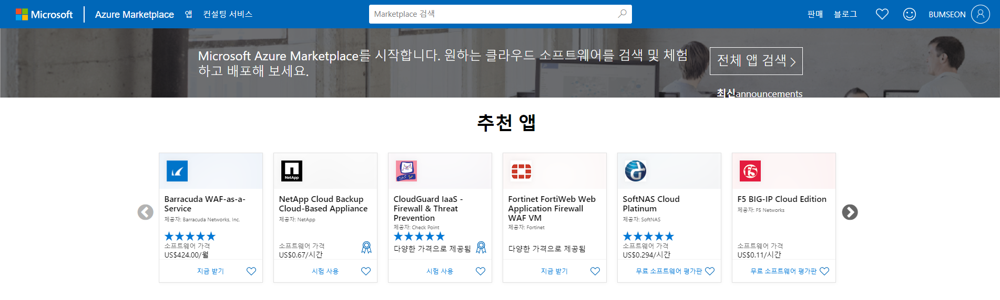 Microsoft Azure Marketplace 앱 컨설팅 서비스 Marketplace 검색 판매 블로그 BUMSEON
Microsoft Azure Marketplace를 시작합니다. 원하는 클라우드 소프트웨어를 검색 및 체험
하고 배포해 보세요.
전체 앱 검색
최신announcements
추천 앱
NetApp
Barracuda WAF-as-a-
Service
제공자: Barracuda Networks, Inc.
소프트웨어 가격
US$424.00/월
지금 받기
NetApp Cloud Backup
Cloud-Based Appliance
제공자: NetApp
소프트웨어 가격
US$0.67/시간
시험 사용
CloudGuard IaaS -
Firewall & Threat
Prevention
제공자: Check Point
다양한 가격으로 제공됨
시험 사용
Fortinet FortiWeb Web
Application Firewall
WAF VM
제공자: Fortinet
다양한 가격으로 제공됨
지금 받기
SoftNAS Cloud
Platinum
제공자: SoftNAS
소프트웨어 가격
US$0.294/시간
무료 소프트웨어 평가판
f5
F5 BIG-IP Cloud Edition
제공자: F5 Networks
소프트웨어 가격
US$0.11/시간
무료 소프트웨어 평가판